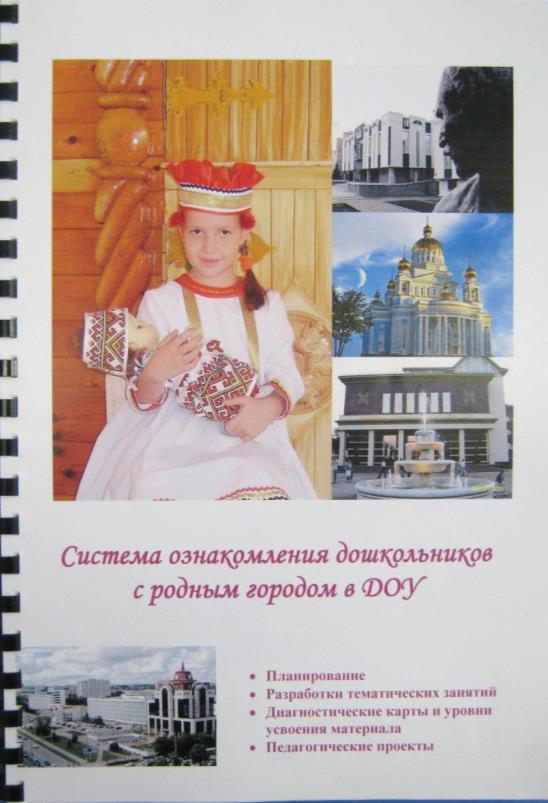 Система ознакомления дошкольников
с родным городом в ДОУ
• Планирование
• Разработки тематических занятий
• Диагностические карты и уровни
усвоения материала
• Педагогические проекты